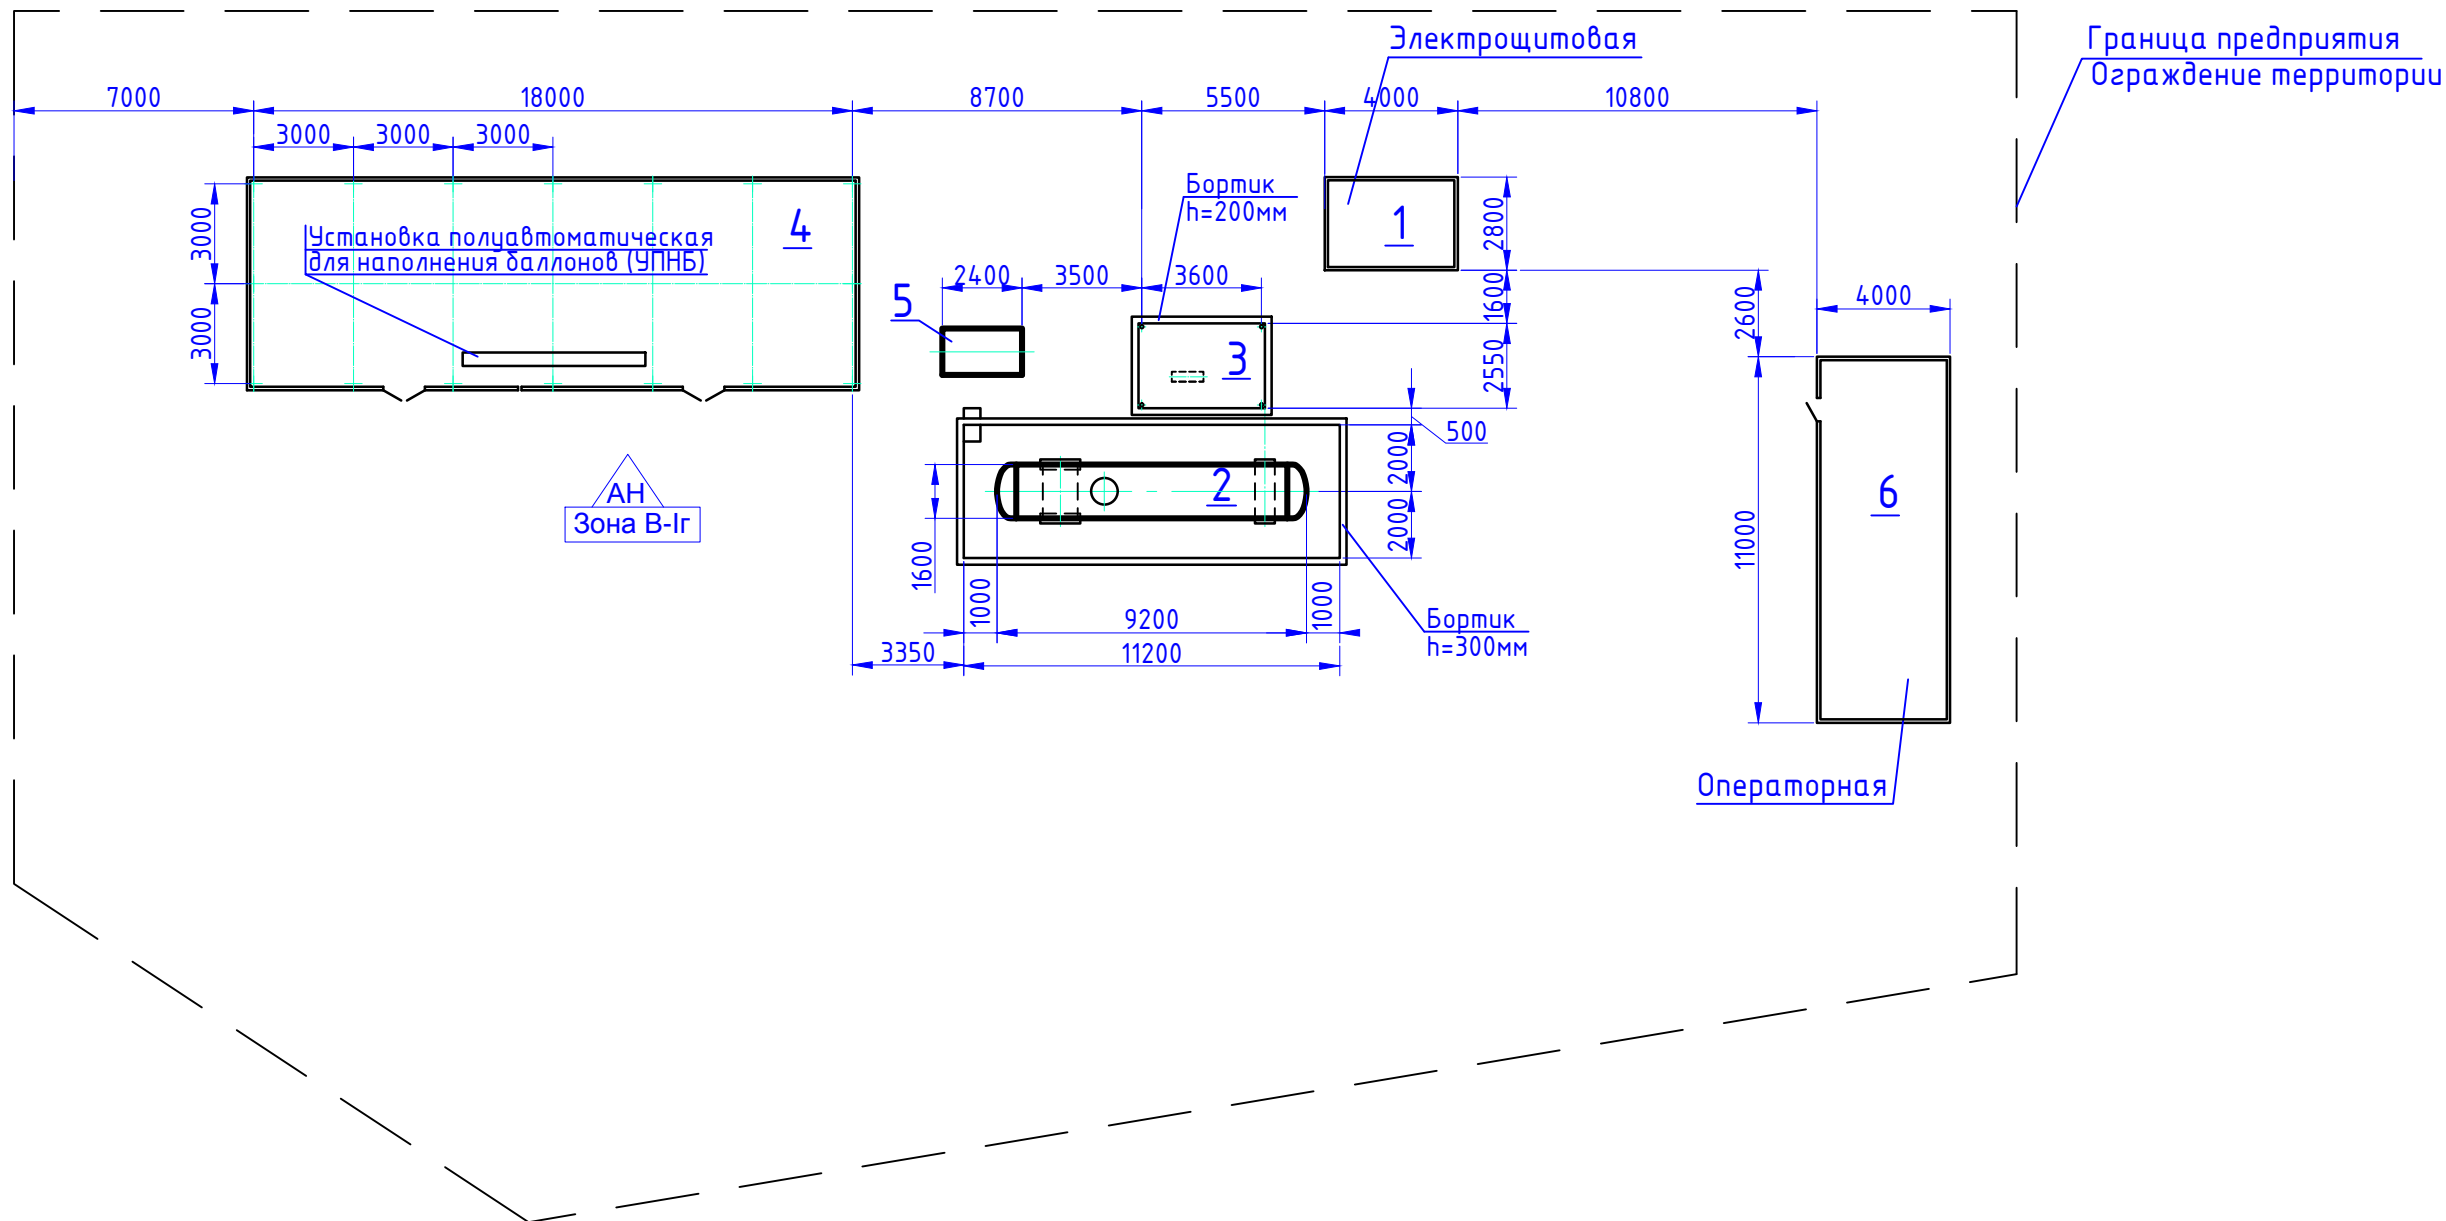 Электрощитовая
Граница предприятия
Ограждение территории
7000
18000
8700
5500
4000
10800
3000
3000
3000
Бортик
h=200мм
1
2800
4
3000
Установка полуавтоматическая
для наполнения баллонов (УПНБ)
3000
5
2400
3500
3600
1600
2600
4000
3
2550
500
2000
2
2000
АН
Зона В-Iг
6
11000
1600
1000
9200
1000
11200
3350
Бортик
h=300мм
Операторная